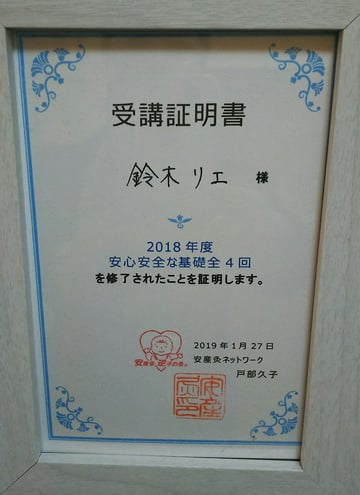 受講証明書
鈴木リエ 様
2018年度
安心安全な基礎全4回
を修了されたことを証明します。
2019年1月27日
安産灸ネットワーク
戸部久子